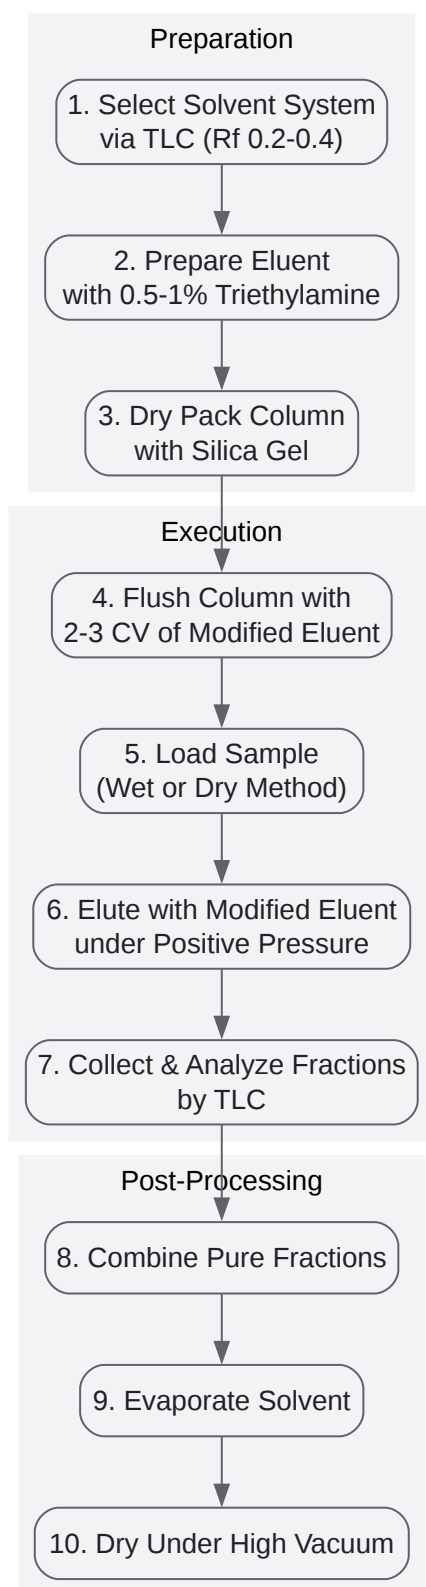 Preparation
1. Select Solvent System
via TLC (Rf 0.2-0.4)
2. Prepare Eluent
with 0.5-1% Triethylamine
3. Dry Pack Column
with Silica Gel
Execution
4. Flush Column with
2-3 CV of Modified Eluent
5. Load Sample
(Wet or Dry Method)
6. Elute with Modified Eluent
under Positive Pressure
7. Collect & Analyze Fractions
by TLC
Post-Processing
8. Combine Pure Fractions
9. Evaporate Solvent
10. Dry Under High Vacuum